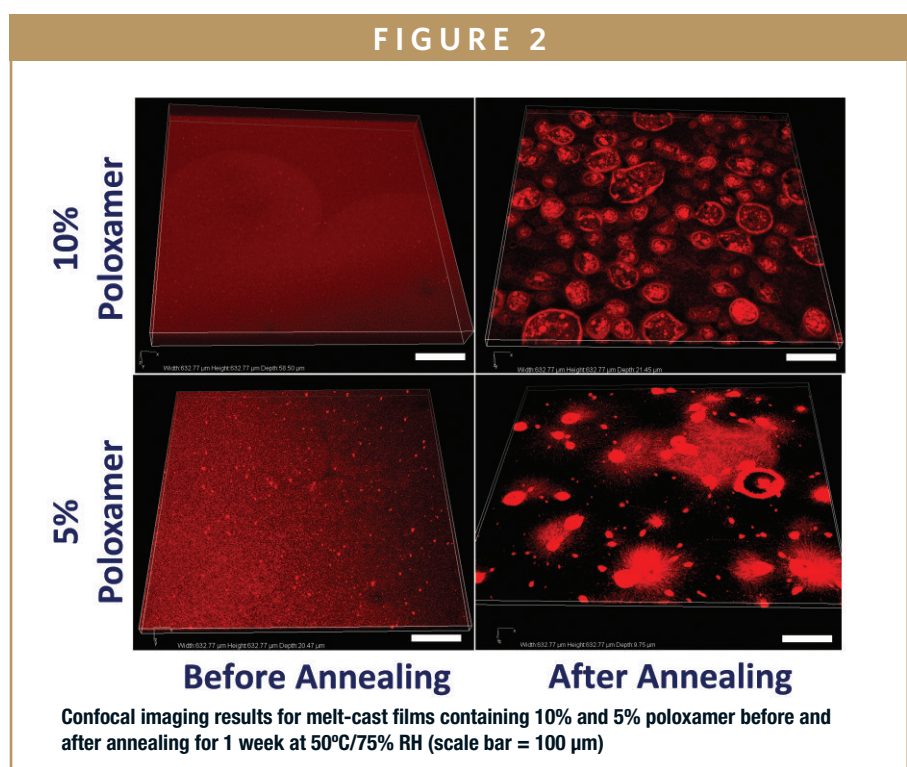 FIGURE 2
10%
Poloxamer
Width:632.77 µm Height:632.77 µm Depth:58.50 µm
Width:632.77 µm Height:632.77 µm Depth:21.45 µm
5%
Poloxamer
Width:632.77 µm Height:632.77 µm Depth:20.47 µm
Width:632.77 µm Height:632.77 µm Depth:9.75 µm
Before Annealing
After Annealing
Confocal imaging results for melt-cast films containing 10% and 5% poloxamer before and
after annealing for 1 week at 50ºC/75% RH (scale bar = 100 µm)